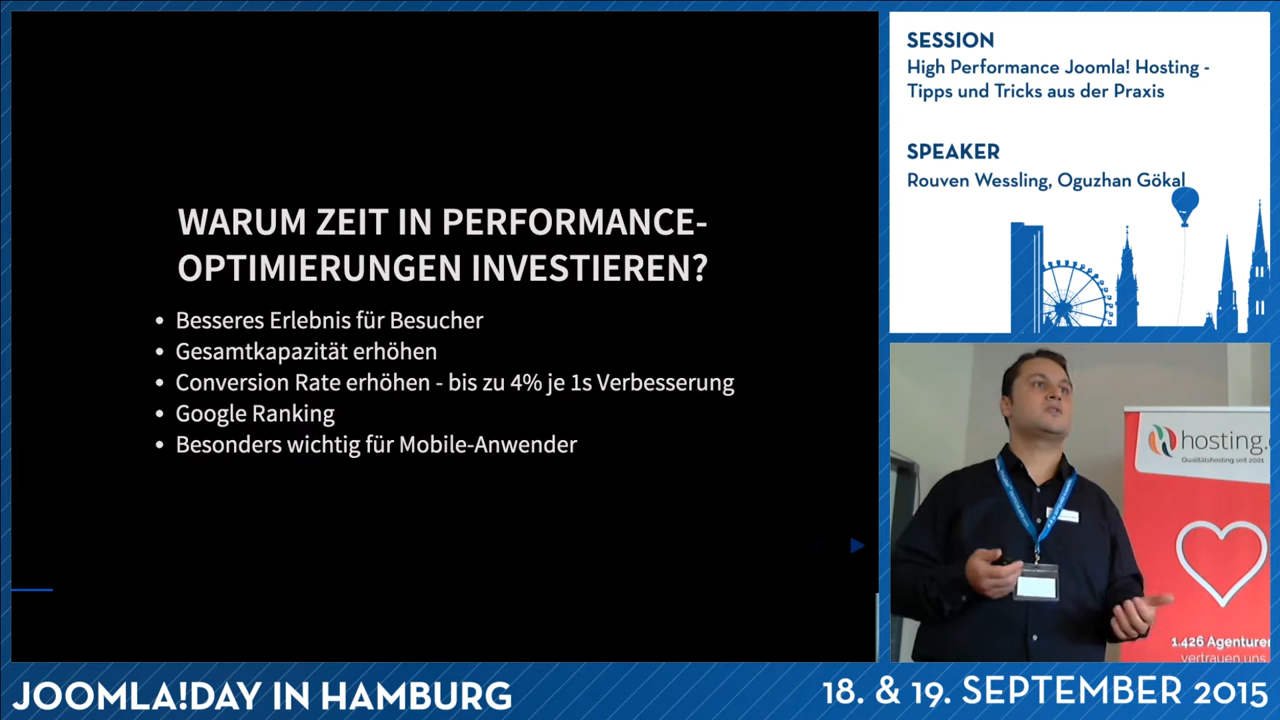 WARUM ZEIT IN PERFORMANCE-
OPTIMIERUNGEN INVESTIEREN?
• Besseres Erlebnis für Besucher
• Gesamtkapazität erhöhen
• Conversion Rate erhöhen - bis zu 4% je 1s Verbesserung
• Google Ranking
• Besonders wichtig für Mobile-Anwender
SESSION
High Performance Joomla! Hosting -
Tipps und Tricks aus der Praxis
SPEAKER
Rouven Wessling, Oguzhan Gökal
hosting.
Qualitätshosting seit 2001
1.426 Agenturen
vertrauen uns
JOOMLA!DAY IN HAMBURG
18. & 19. SEPTEMBER 2015